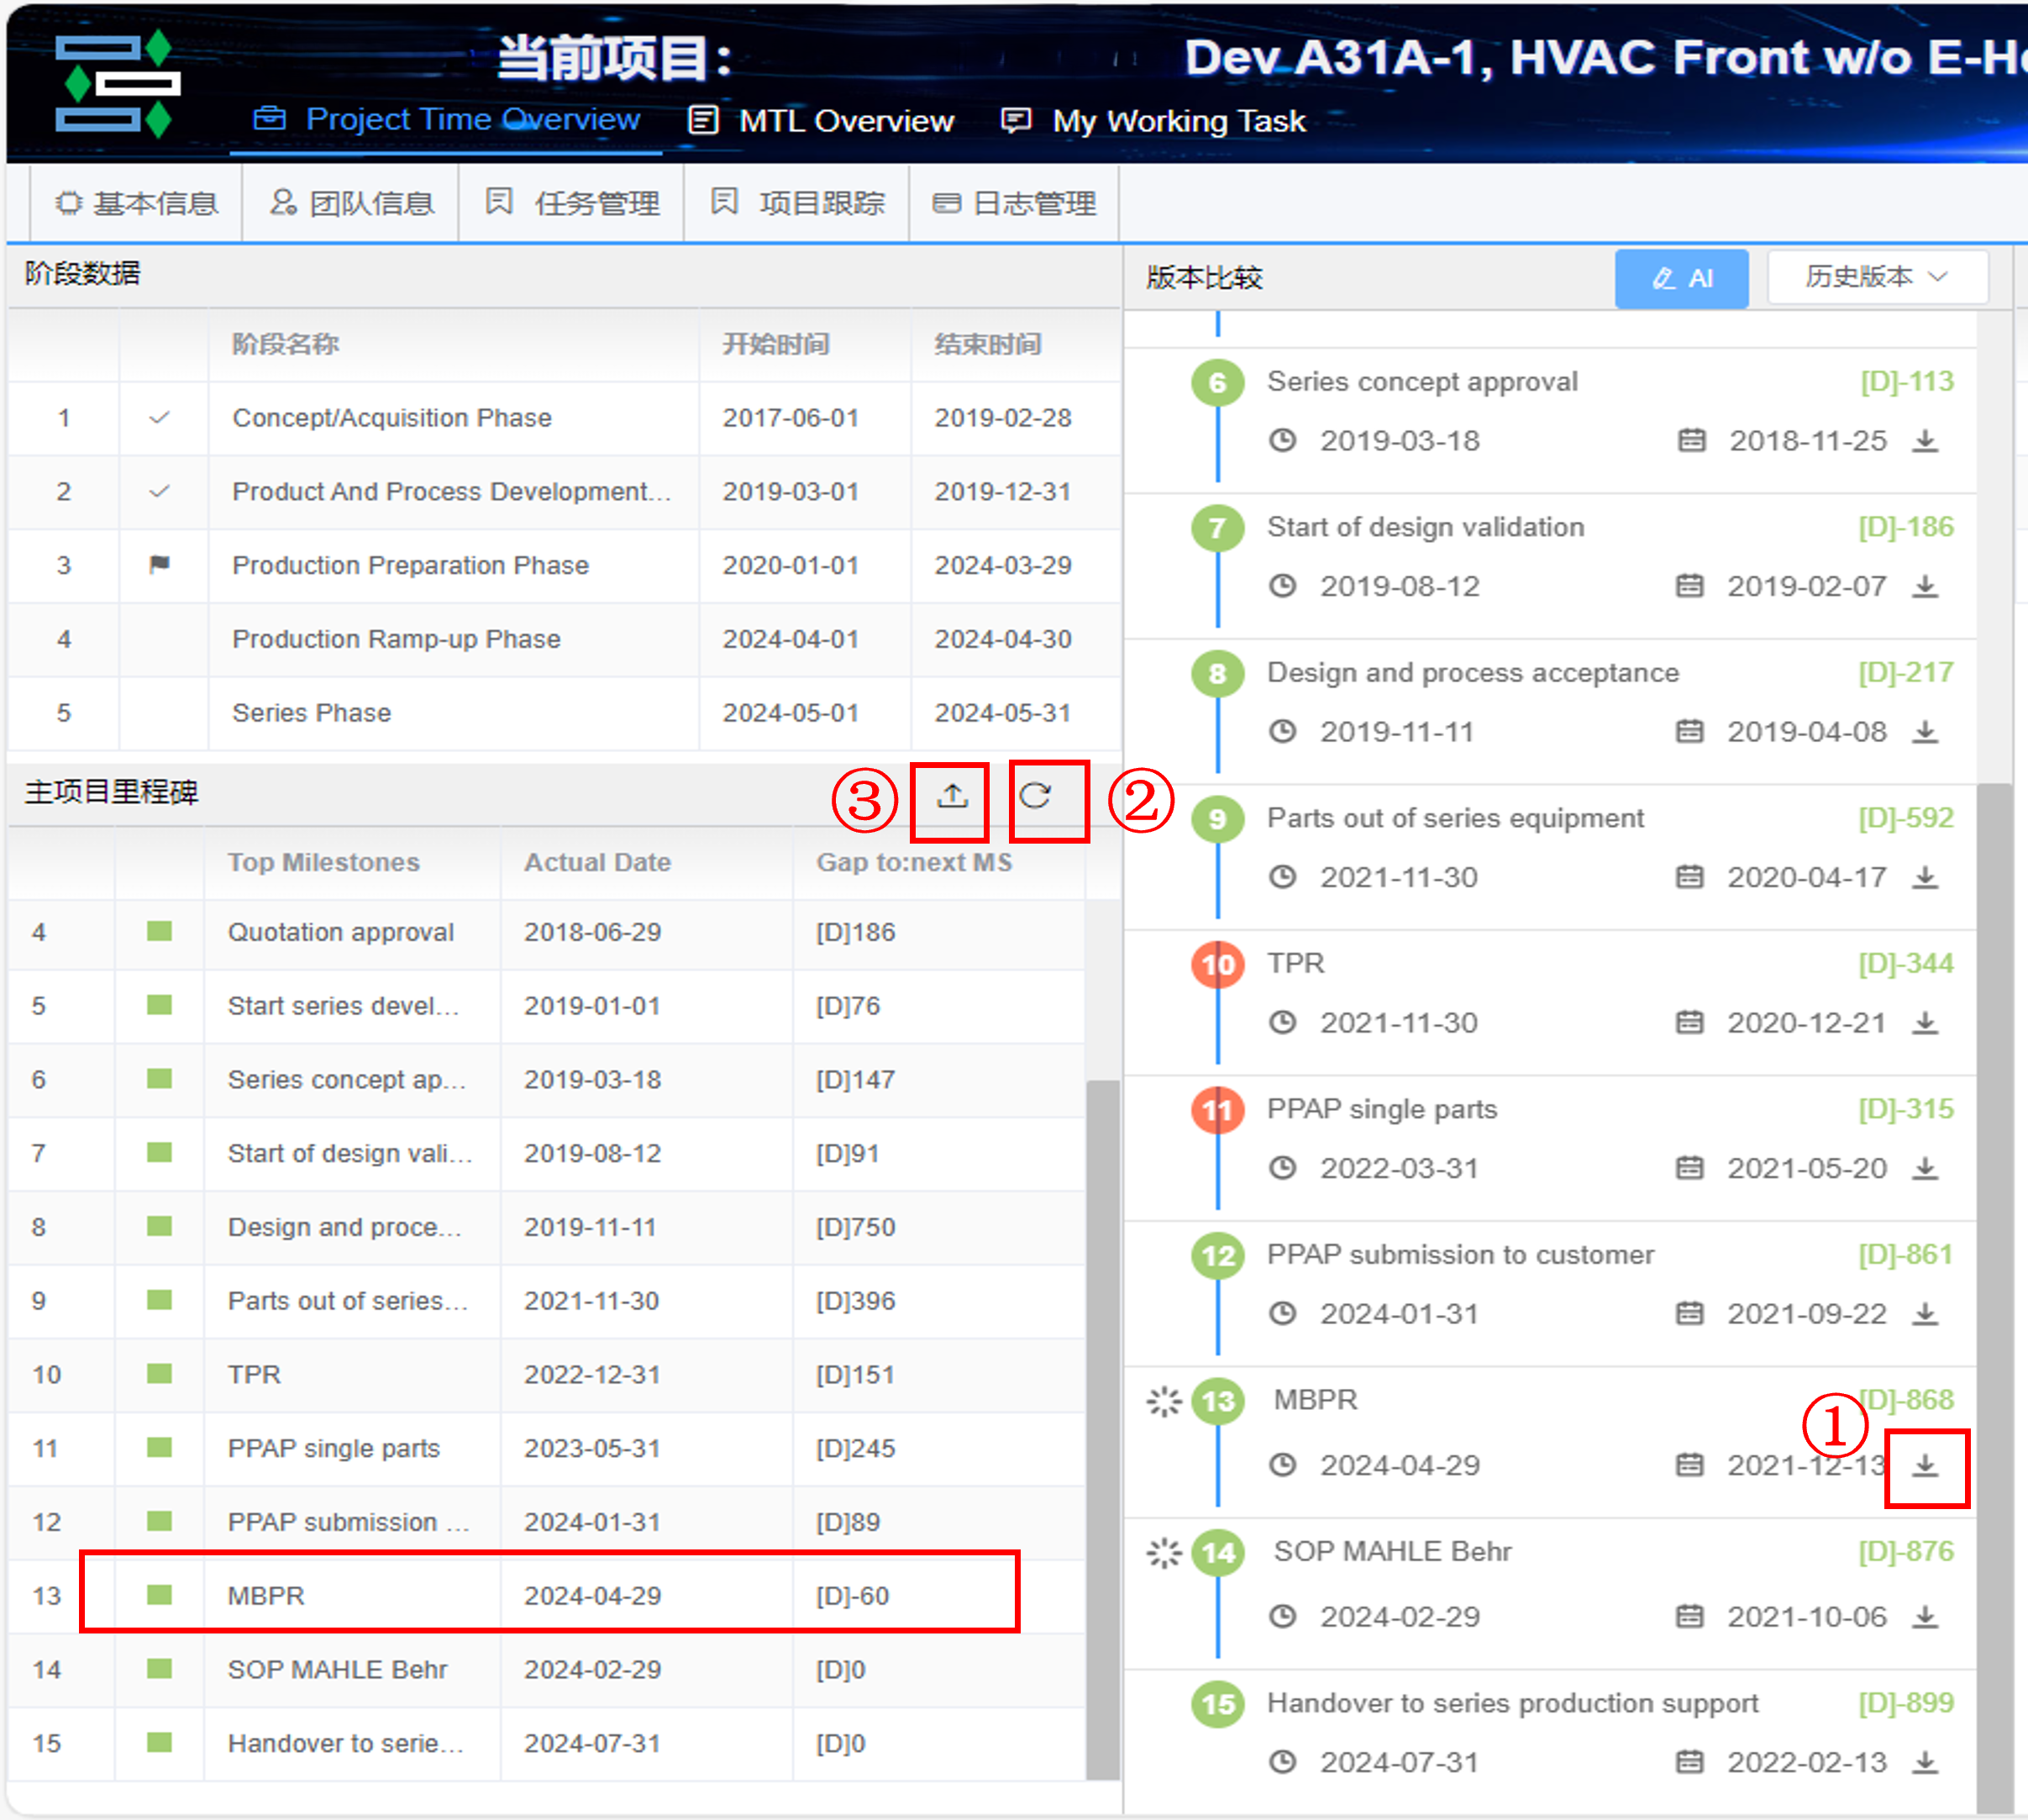 当前项目：
Dev A31A-1, HVAC Front w/o E-He
Project Time Overview
MTL Overview
My Working Task
基本信息
团队信息
任务管理
项目跟踪
日志管理
阶段数据
阶段名称 开始时间 结束时间
1 Concept/Acquisition Phase 2017-06-01 2019-02-28
2 Product And Process Development... 2019-03-01 2019-12-31
3 Production Preparation Phase 2020-01-01 2024-03-29
4 Production Ramp-up Phase 2024-04-01 2024-04-30
5 Series Phase 2024-05-01 2024-05-31
主项目里程碑
③
②
Top Milestones Actual Date Gap to:next MS
4 Quotation approval 2018-06-29 [D]186
5 Start series devel... 2019-01-01 [D]76
6 Series concept ap... 2019-03-18 [D]147
7 Start of design vali... 2019-08-12 [D]91
8 Design and proce... 2019-11-11 [D]750
9 Parts out of series... 2021-11-30 [D]396
10 TPR 2022-12-31 [D]151
11 PPAP single parts 2023-05-31 [D]245
12 PPAP submission ... 2024-01-31 [D]89
13 MBPR 2024-04-29 [D]-60
14 SOP MAHLE Behr 2024-02-29 [D]0
15 Handover to serie... 2024-07-31 [D]0
版本比较
AI
历史版本
6 Series concept approval [D]-113
2019-03-18 2018-11-25
7 Start of design validation [D]-186
2019-08-12 2019-02-07
8 Design and process acceptance [D]-217
2019-11-11 2019-04-08
9 Parts out of series equipment [D]-592
2021-11-30 2020-04-17
10 TPR [D]-344
2021-11-30 2020-12-21
11 PPAP single parts [D]-315
2022-03-31 2021-05-20
12 PPAP submission to customer [D]-861
2024-01-31 2021-09-22
13 MBPR [D]-868
①
2024-04-29 2021-12-13
14 SOP MAHLE Behr [D]-876
2024-02-29 2021-10-06
15 Handover to series production support [D]-899
2024-07-31 2022-02-13